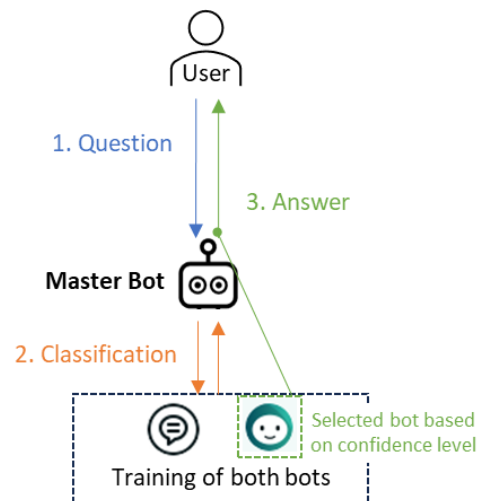 User
1. Question
3. Answer
Master Bot
2. Classification
Selected bot based
on confidence level
Training of both bots